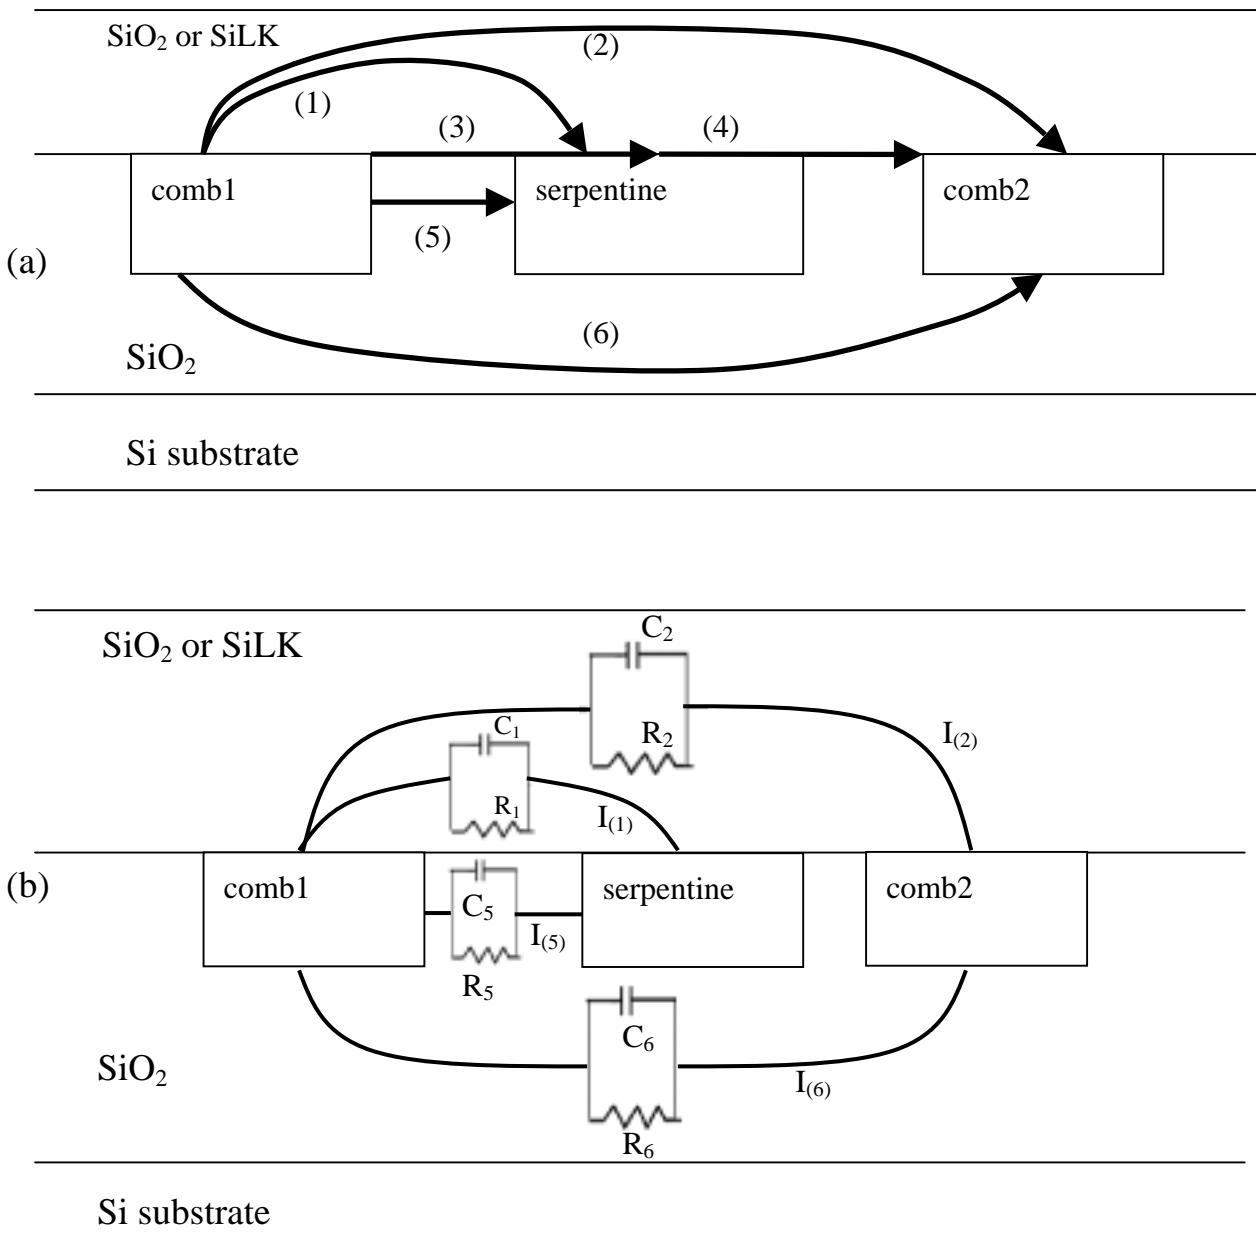 SiO₂ or SiLK
(2)
(1)
(3)
(4)
comb1
serpentine
comb2
(5)
(a)
(6)
SiO₂
Si substrate
SiO₂ or SiLK
C₂
C₁
R₂
I₍₂₎
R₁
I₍₁₎
(b)
comb1
serpentine
comb2
C₅
I₍₅₎
R₅
C₆
SiO₂
I₍₆₎
R₆
Si substrate